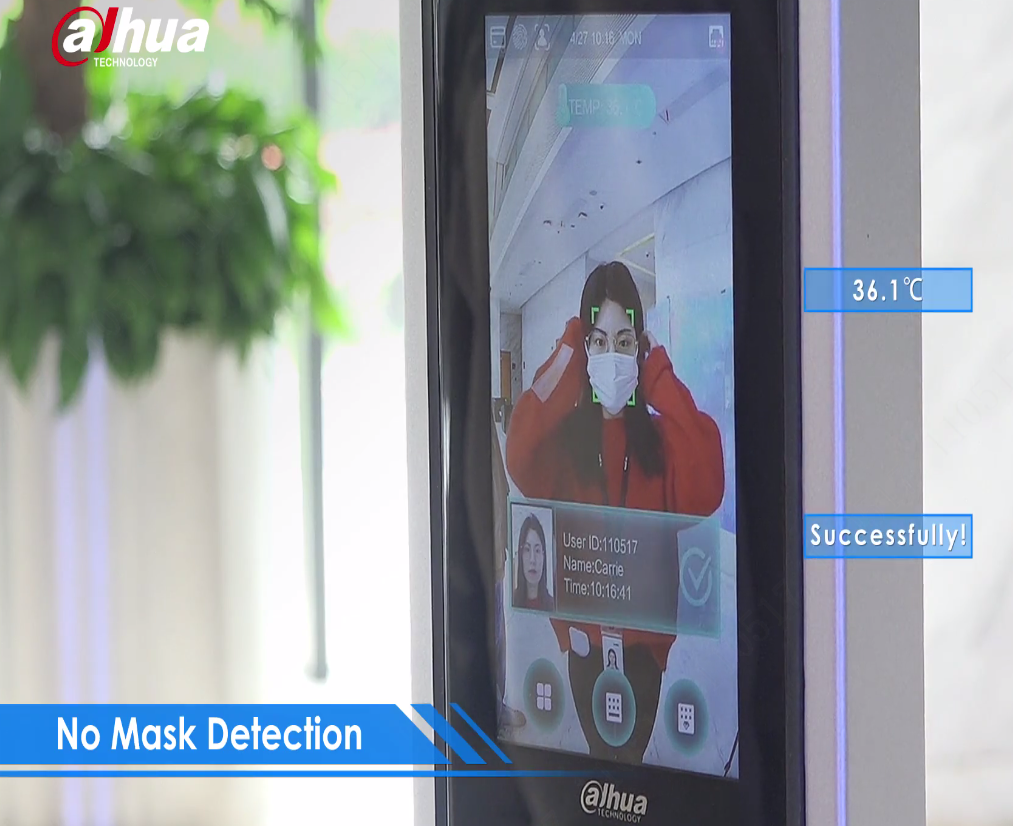 alhua
TECHNOLOGY
4/27 10:16 MON
36.1℃
Successfully!
User ID:110517
Name:Carrie
Time:10:16:41
No Mask Detection
alhua
TECHNOLOGY